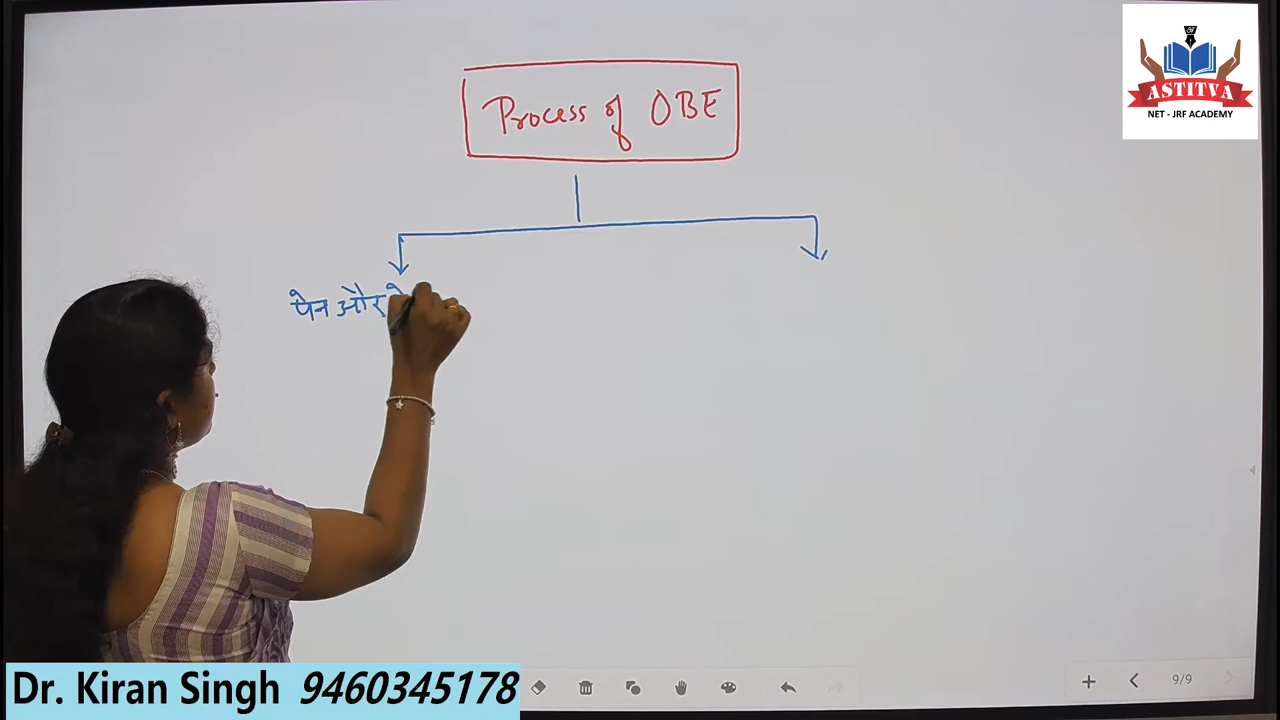 Process of OBE
पेन और
ASTITVA
NET - JRF ACADEMY
Dr. Kiran Singh 9460345178
9/9